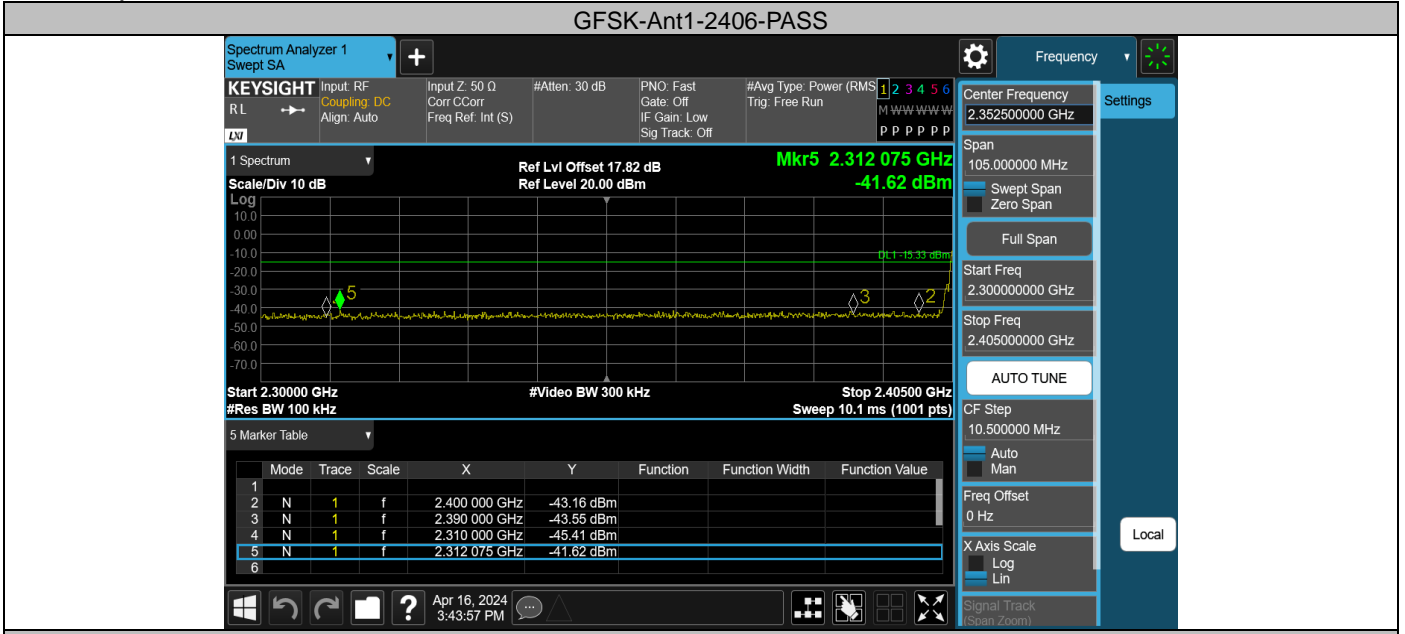 GFSK-Ant1-2406-PASS
Spectrum Analyzer 1
Swept SA
+
Frequency
KEYSIGHT
RL
LXI
Input: RF
Coupling: DC
Align: Auto
Input Z: 50 Ω
Corr CCorr
Freq Ref: Int (S)
#Atten: 30 dB
PNO: Fast
Gate: Off
IF Gain: Low
Sig Track: Off
#Avg Type: Power (RMS
Trig: Free Run
1 2 3 4 5 6
M W W W W W
P P P P P P
Center Frequency
2.352500000 GHz
Settings
Span
105.000000 MHz
Swept Span
Zero Span
Full Span
Start Freq
2.300000000 GHz
Stop Freq
2.405000000 GHz
AUTO TUNE
CF Step
10.500000 MHz
Auto
Man
Freq Offset
0 Hz
X Axis Scale
Log
Lin
Signal Track
(Span Zoom)
Local
1 Spectrum
Scale/Div 10 dB
Ref Lvl Offset 17.82 dB
Ref Level 20.00 dBm
Mkr5 2.312 075 GHz
-41.62 dBm
Log
10.0
0.00
-10.0
DL1 -15.33 dBm
-20.0
-30.0
5
3
2
-40.0
-50.0
-60.0
-70.0
Start 2.30000 GHz
#Video BW 300 kHz
Stop 2.40500 GHz
#Res BW 100 kHz
Sweep 10.1 ms (1001 pts)
5 Marker Table
Mode Trace Scale X Y Function Function Width Function Value
1
2 N 1 f 2.400 000 GHz -43.16 dBm
3 N 1 f 2.390 000 GHz -43.55 dBm
4 N 1 f 2.310 000 GHz -45.41 dBm
5 N 1 f 2.312 075 GHz -41.62 dBm
6
?
Apr 16, 2024
3:43:57 PM